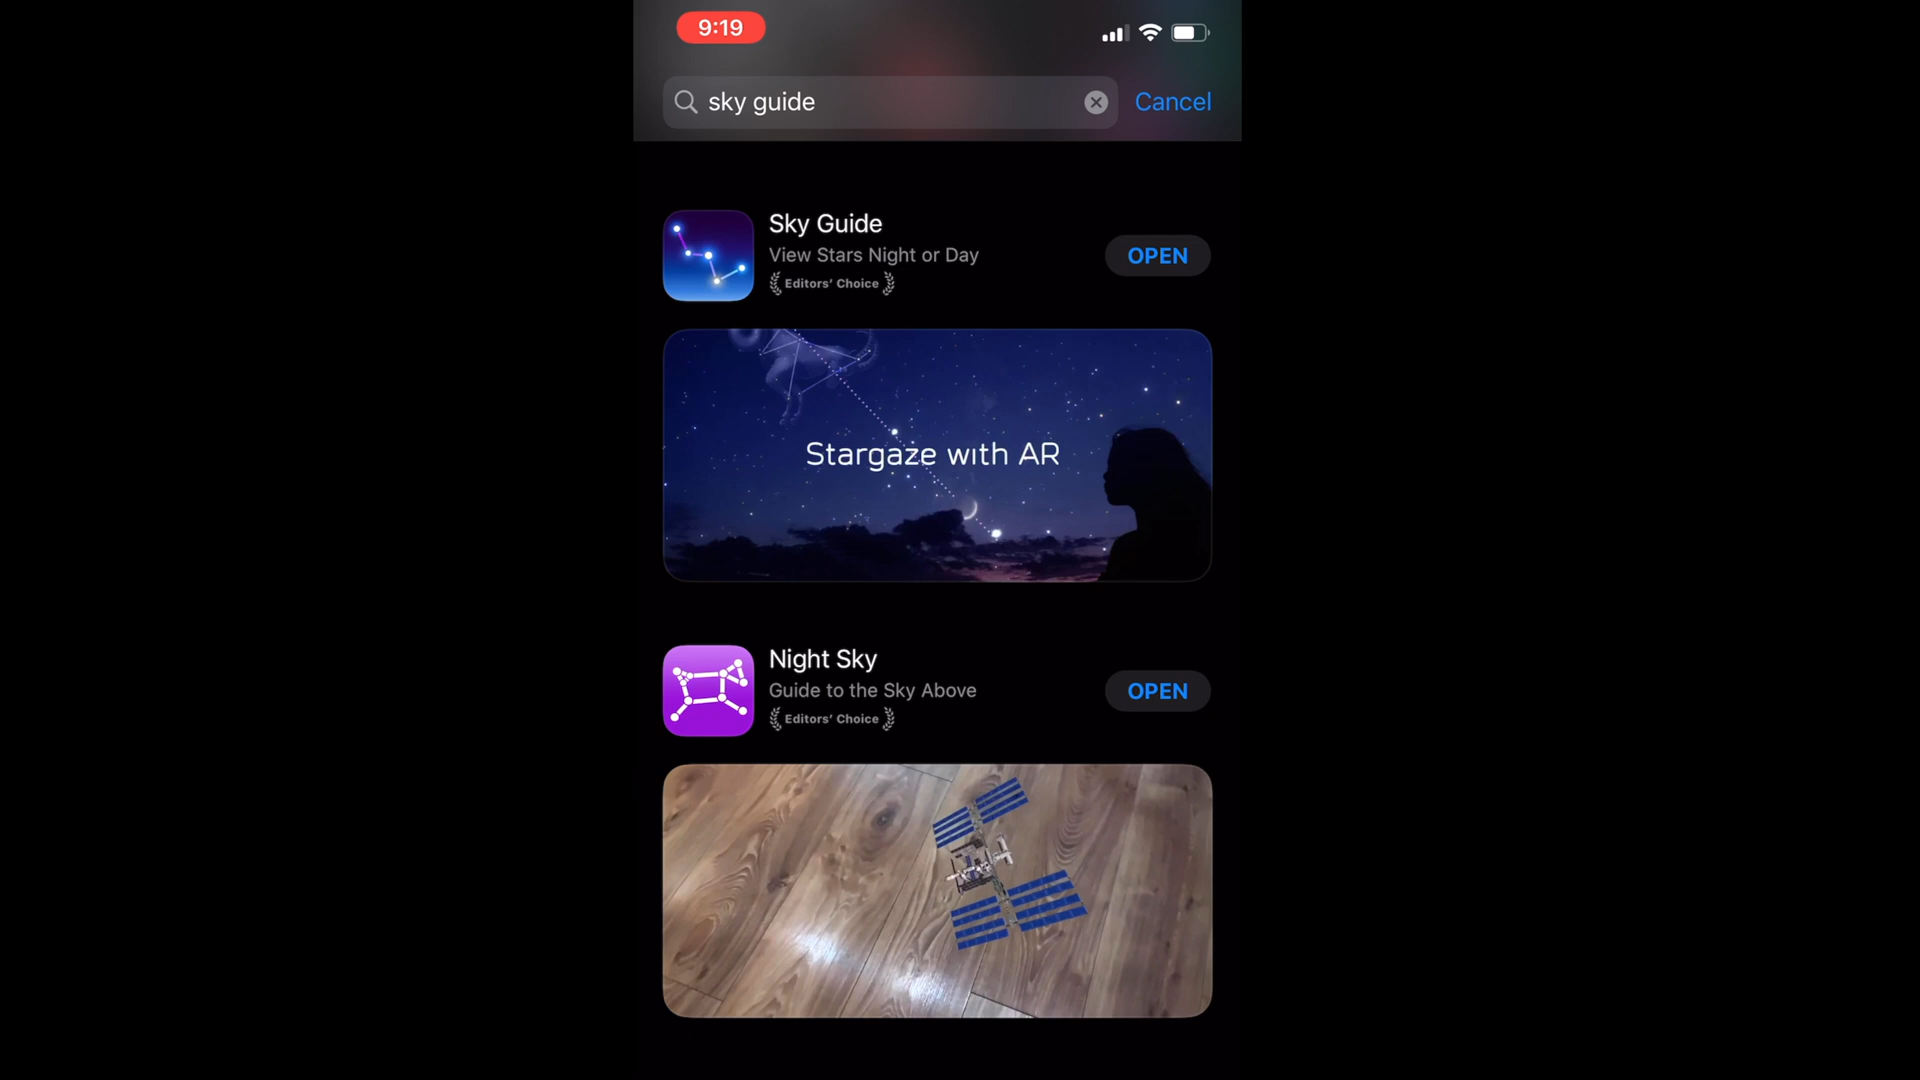 9:19
sky guide
Cancel
Sky Guide
View Stars Night or Day
Editors’ Choice
OPEN
Stargaze with AR
Night Sky
Guide to the Sky Above
Editors’ Choice
OPEN